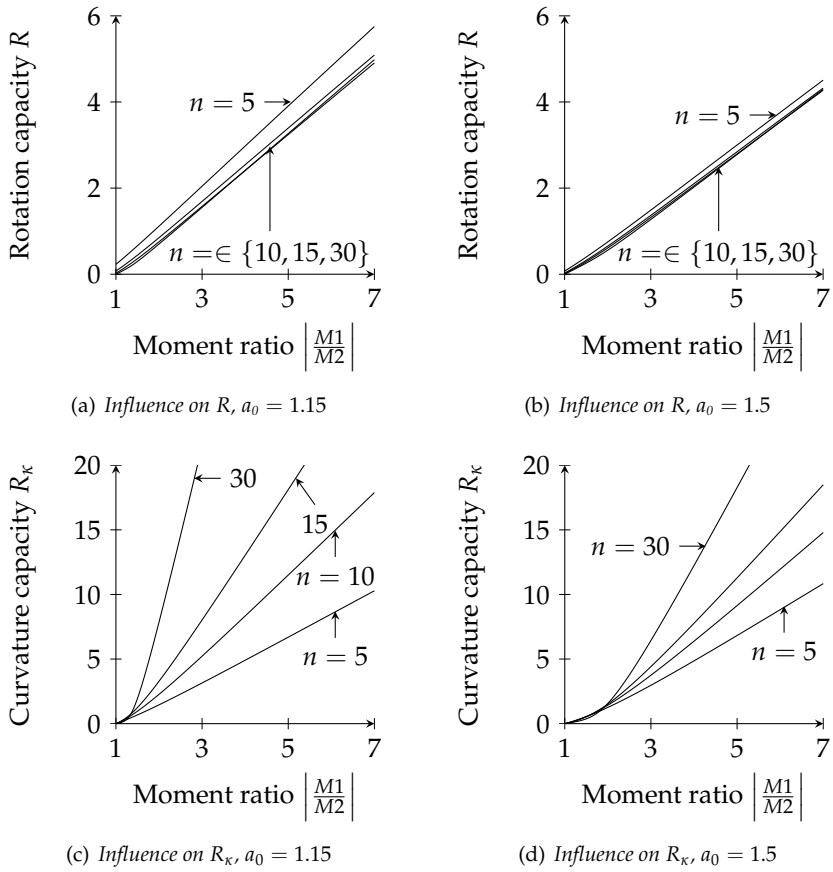 Rotation capacity R
6
4
2
0
1 3 5 7
n = 5
n =∈ {10, 15, 30}
Moment ratio |M1/M2|
(a) Influence on R, a0 = 1.15
Rotation capacity R
6
4
2
0
1 3 5 7
n = 5
n =∈ {10, 15, 30}
Moment ratio |M1/M2|
(b) Influence on R, a0 = 1.5
Curvature capacity Rκ
20
15
10
5
0
1 3 5 7
30
15
n = 10
n = 5
Moment ratio |M1/M2|
(c) Influence on Rκ, a0 = 1.15
Curvature capacity Rκ
20
15
10
5
0
1 3 5 7
n = 30
n = 5
Moment ratio |M1/M2|
(d) Influence on Rκ, a0 = 1.5